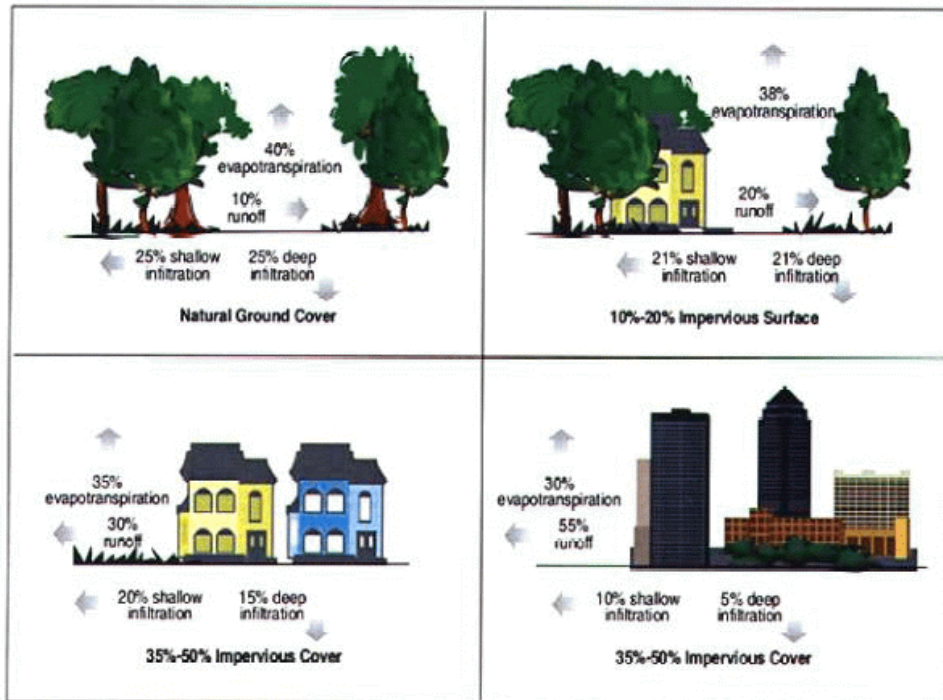 40%
evapotranspiration
10%
runoff
25% shallow
infiltration
25% deep
infiltration
Natural Ground Cover
38%
evapotranspiration
20%
runoff
21% shallow
infiltration
21% deep
infiltration
10%-20% Impervious Surface
35%
evapotranspiration
30%
runoff
20% shallow
infiltration
15% deep
infiltration
35%-50% Impervious Cover
30%
evapotranspiration
55%
runoff
10% shallow
infiltration
5% deep
infiltration
35%-50% Impervious Cover